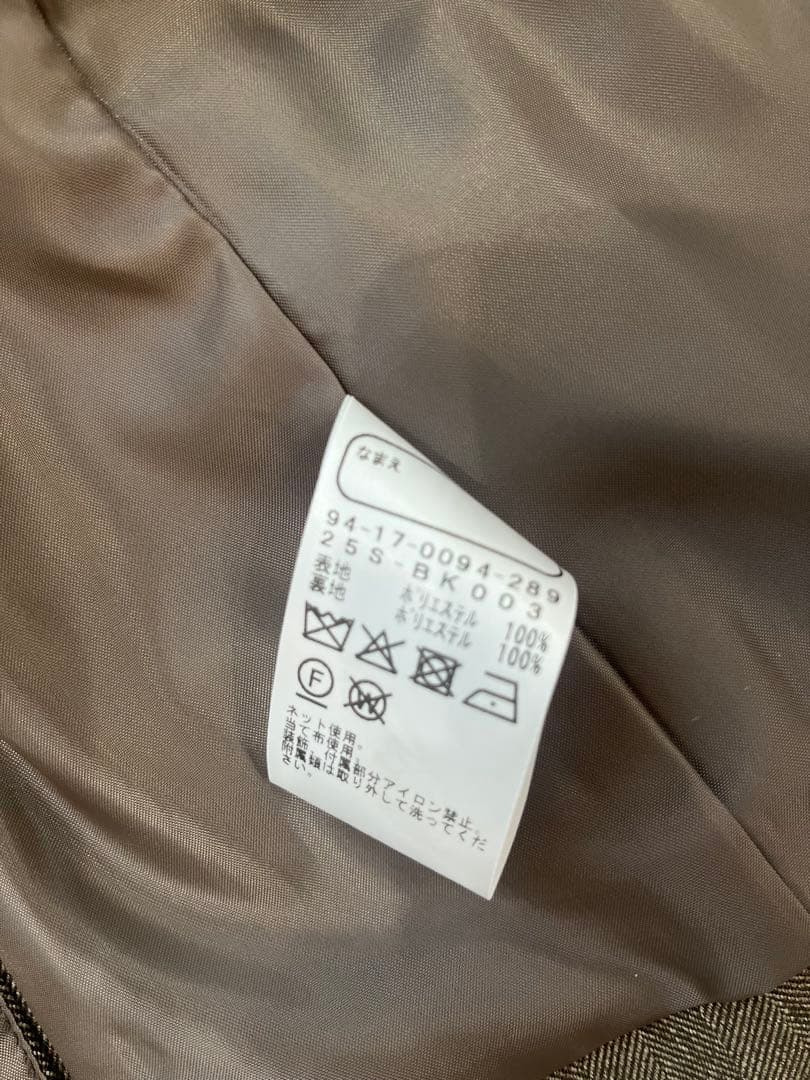 なまえ
94-17-0094-289
25S-BK003
表地 ポリエステル 100%
裏地 ポリエステル 100%
F W
ネット使用。
当て布使用。
装飾、付属部分アイロン禁止。
附属類は取り外して洗ってくだ
さい。